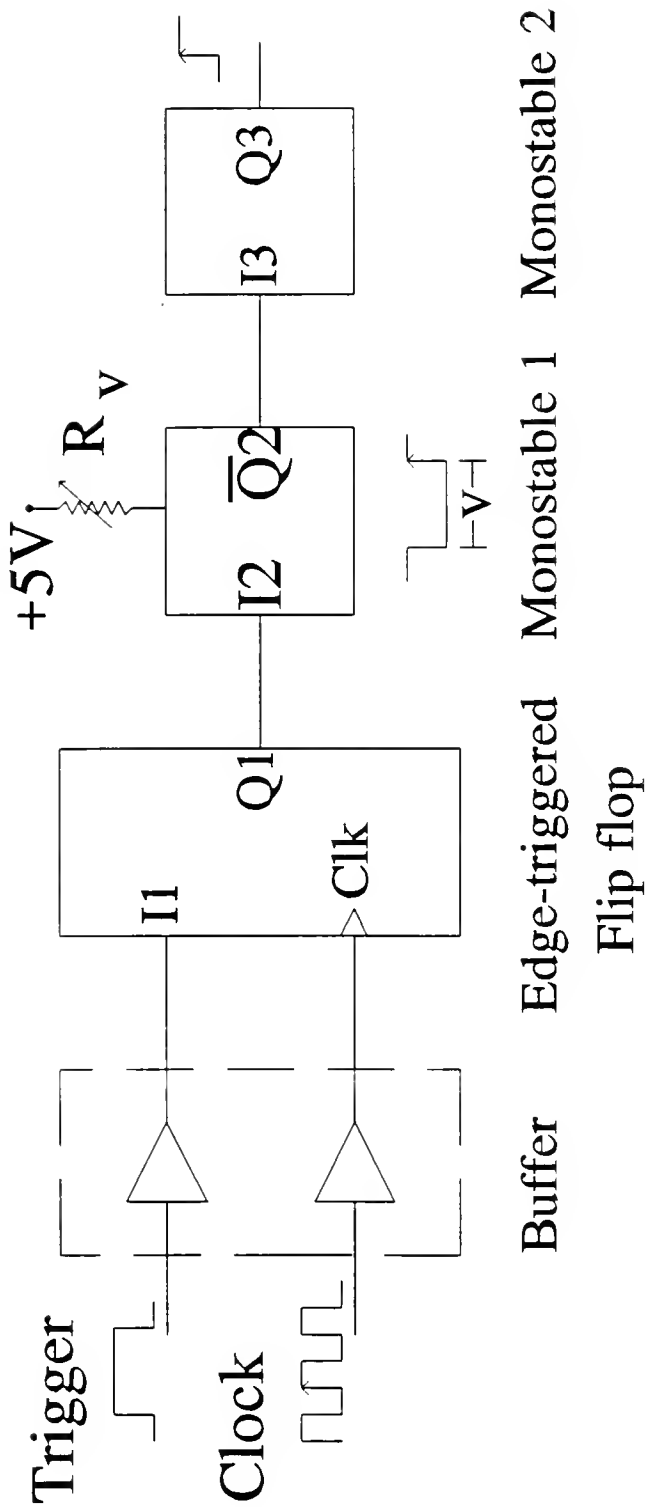 +5V
R v
Trigger
I1
Q1
I2
Q̅2
I3
Q3
Clock
Clk
v
Buffer
Edge-triggered
Flip flop
Monostable 1
Monostable 2